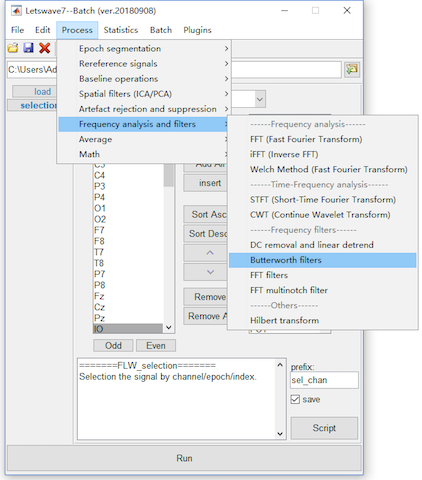 Letswave7--Batch (ver.20180908)
File Edit Process Statistics Batch Plugins
Epoch segmentation
Rereference signals
C:\Users\Ad
Baseline operations
load
Spatial filters (ICA/PCA)
selection
Artefact rejection and suppression
Frequency analysis and filters
Average
Math
------Frequency analysis-----
FFT (Fast Fourier Transform)
iFFT (Inverse FFT)
Welch Method (Fast Fourier Transform)
------Time-Frequency analysis------
STFT (Short-Time Fourier Transform)
CWT (Continue Wavelet Transform)
------Frequency filters------
DC removal and linear detrend
Butterworth filters
FFT filters
FFT multinotch filter
------Others------
Hilbert transform
C3
C4
P3
P4
O1
O2
F7
F8
T7
T8
P7
P8
Fz
Cz
Pz
IO
Add All
insert
Sort Asc
Sort Desc
Remove
Remove A
Odd Even
=======FLW_selection=======
Selection the signal by channel/epoch/index.
prefix:
sel_chan
save
Script
Run